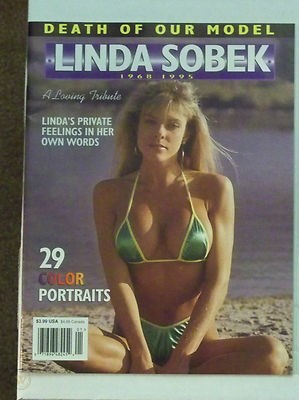 DEATH OF OUR MODEL
LINDA SOBEK
1968 1995
A Loving Tribute
LINDA'S PRIVATE
FEELINGS IN HER
OWN WORDS
29
COLOR
PORTRAITS
$3.99 USA